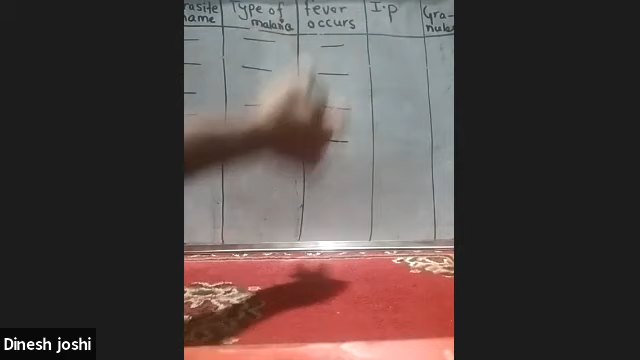 rasite Type of fever I.P Gra-
name malaria occurs nules
Dinesh joshi